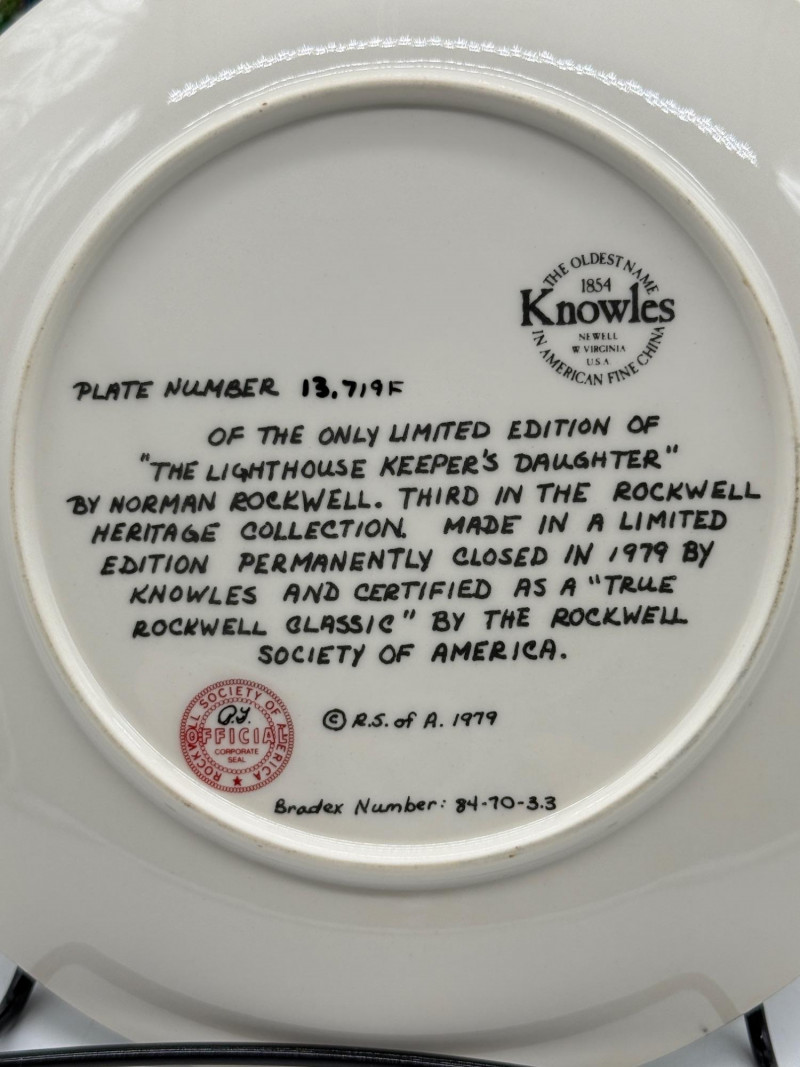 THE OLDEST NAME
1854
Knowles
NEWELL
W VIRGINIA
U.S.A.
IN AMERICAN FINE CHINA
PLATE NUMBER 13,719F
OF THE ONLY LIMITED EDITION OF
"THE LIGHTHOUSE KEEPER'S DAUGHTER"
BY NORMAN ROCKWELL. THIRD IN THE ROCKWELL
HERITAGE COLLECTION. MADE IN A LIMITED
EDITION PERMANENTLY CLOSED IN 1979 BY
KNOWLES AND CERTIFIED AS A "TRUE
ROCKWELL CLASSIC" BY THE ROCKWELL
SOCIETY OF AMERICA.
ROCKWELL SOCIETY OF AMERICA
OFFICIAL
CORPORATE
SEAL
© R.S. of A. 1979
Bradex Number: 84-70-3.3